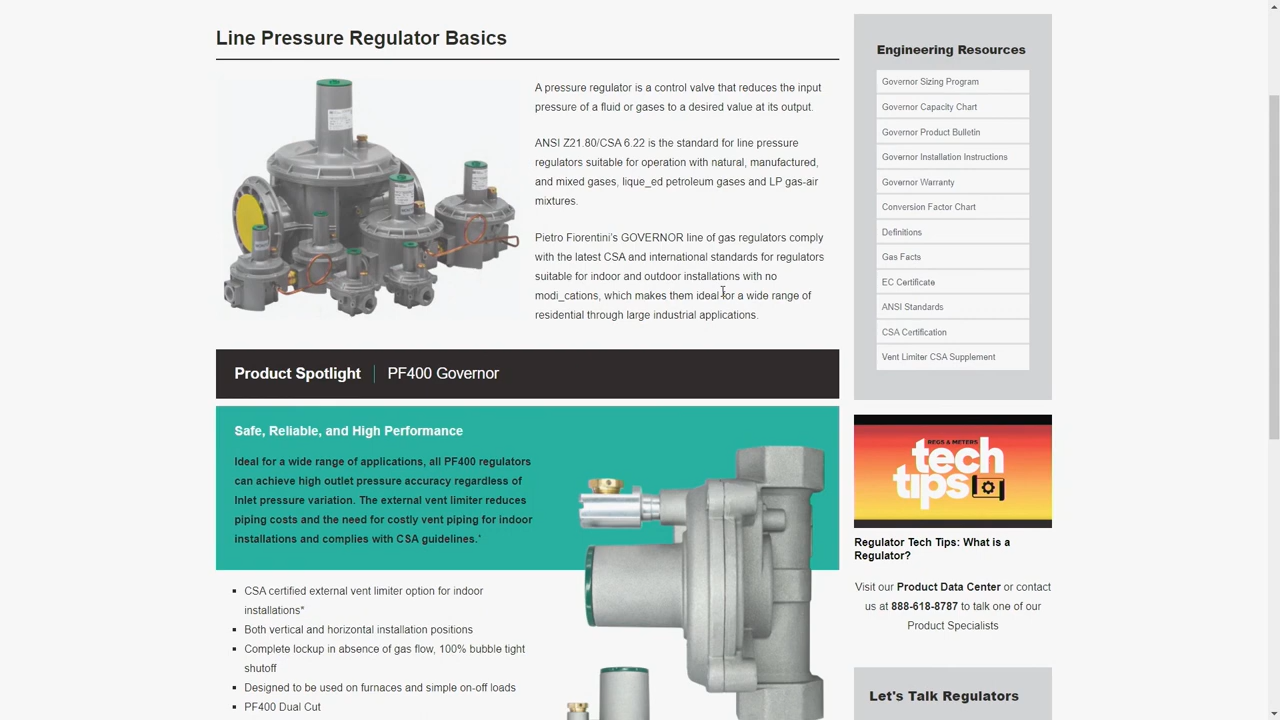 Line Pressure Regulator Basics
A pressure regulator is a control valve that reduces the input
pressure of a fluid or gases to a desired value at its output.
ANSI Z21.80/CSA 6.22 is the standard for line pressure
regulators suitable for operation with natural, manufactured,
and mixed gases, lique_ed petroleum gases and LP gas-air
mixtures.
Pietro Fiorentini's GOVERNOR line of gas regulators comply
with the latest CSA and international standards for regulators
suitable for indoor and outdoor installations with no
modi_cations, which makes them ideal for a wide range of
residential through large industrial applications.
Product Spotlight | PF400 Governor
Safe, Reliable, and High Performance
Ideal for a wide range of applications, all PF400 regulators
can achieve high outlet pressure accuracy regardless of
Inlet pressure variation. The external vent limiter reduces
piping costs and the need for costly vent piping for indoor
installations and complies with CSA guidelines.*
▪ CSA certified external vent limiter option for indoor
installations*
▪ Both vertical and horizontal installation positions
▪ Complete lockup in absence of gas flow, 100% bubble tight
shutoff
▪ Designed to be used on furnaces and simple on-off loads
▪ PF400 Dual Cut
Engineering Resources
Governor Sizing Program
Governor Capacity Chart
Governor Product Bulletin
Governor Installation Instructions
Governor Warranty
Conversion Factor Chart
Definitions
Gas Facts
EC Certificate
ANSI Standards
CSA Certification
Vent Limiter CSA Supplement
REGS & METERS
tech
tips
Regulator Tech Tips: What is a
Regulator?
Visit our Product Data Center or contact
us at 888-618-8787 to talk one of our
Product Specialists
Let's Talk Regulators